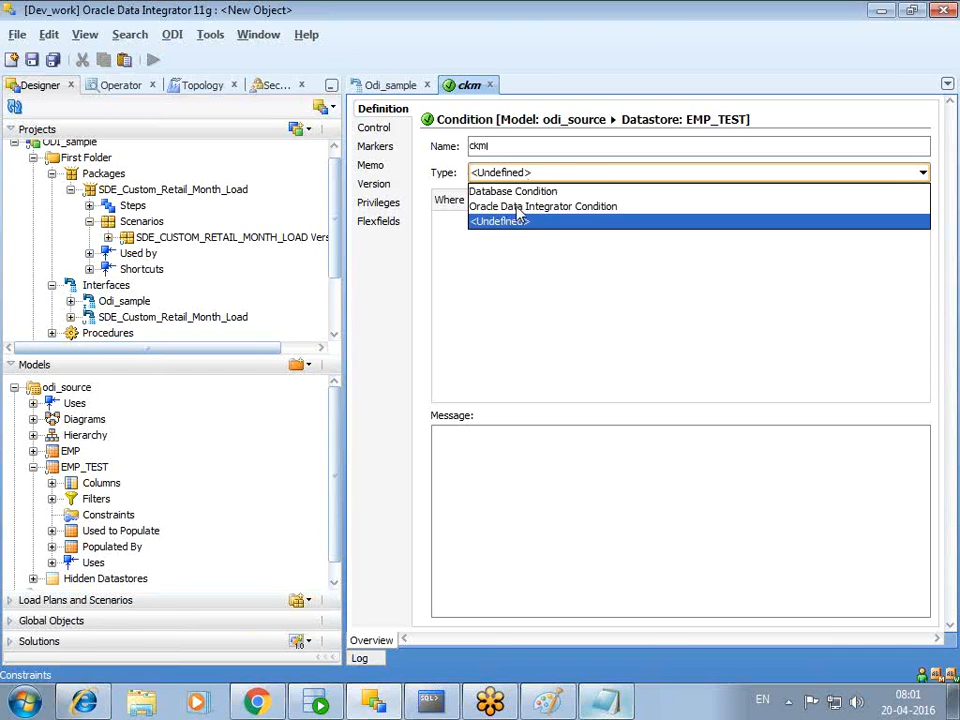 [Dev_work] Oracle Data Integrator 11g : <New Object>
File Edit View Search ODI Tools Window Help
Designer Operator Topology Sec... Odi_sample ckm
Projects
ODI_sample
First Folder
Packages
SDE_Custom_Retail_Month_Load
Steps
Scenarios
SDE_CUSTOM_RETAIL_MONTH_LOAD Vers
Used by
Shortcuts
Interfaces
Odi_sample
SDE_Custom_Retail_Month_Load
Procedures
Models
odi_source
Uses
Diagrams
Hierarchy
EMP
EMP_TEST
Columns
Filters
Constraints
Used to Populate
Populated By
Uses
Hidden Datastores
Load Plans and Scenarios
Global Objects
Solutions
Constraints
Definition
Control
Markers
Memo
Version
Privileges
Flexfields
Condition [Model: odi_source ▸ Datastore: EMP_TEST]
Name: ckm
Type: <Undefined>
Database Condition
Oracle Data Integrator Condition
<Undefined>
Where
Message:
Overview
Log
EN
08:01
20-04-2016